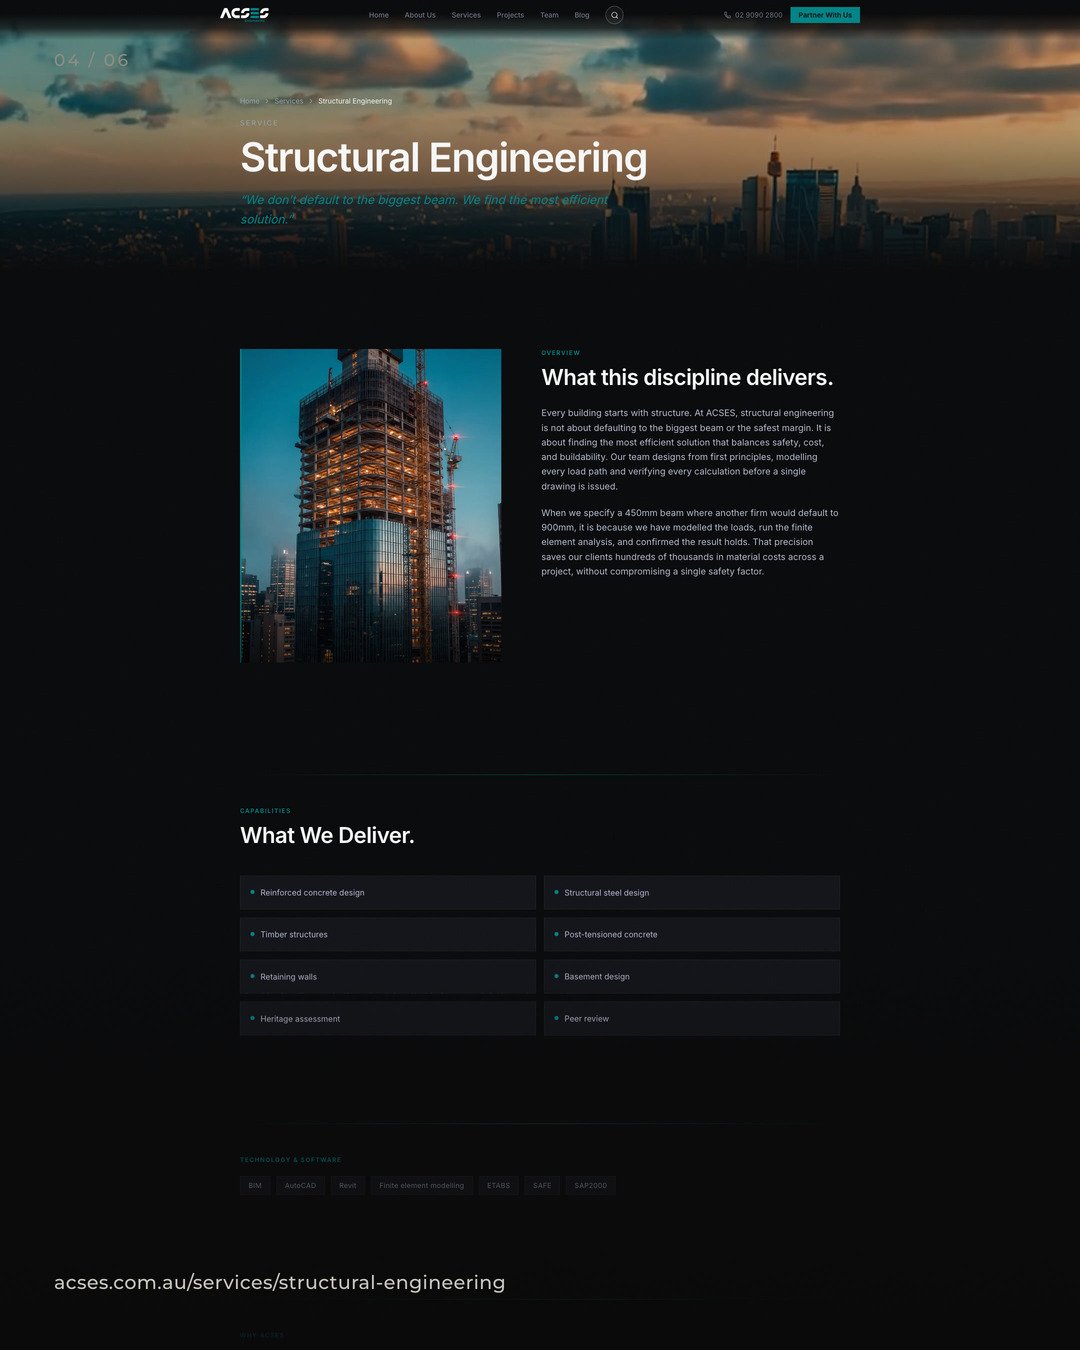 ACSES
Home About Us Services Projects Team Blog
02 9090 2800
Partner With Us
04 / 06
Home > Services > Structural Engineering
SERVICE
Structural Engineering
"We don't default to the biggest beam. We find the most efficient
solution."
OVERVIEW
What this discipline delivers.
Every building starts with structure. At ACSES, structural engineering
is not about defaulting to the biggest beam or the safest margin. It is
about finding the most efficient solution that balances safety, cost,
and buildability. Our team designs from first principles, modelling
every load path and verifying every calculation before a single
drawing is issued.
When we specify a 450mm beam where another firm would default to
900mm, it is because we have modelled the loads, run the finite
element analysis, and confirmed the result holds. That precision
saves our clients hundreds of thousands in material costs across a
project, without compromising a single safety factor.
CAPABILITIES
What We Deliver.
Reinforced concrete design
Structural steel design
Timber structures
Post-tensioned concrete
Retaining walls
Basement design
Heritage assessment
Peer review
TECHNOLOGY & SOFTWARE
BIM AutoCAD Revit Finite element modelling ETABS SAFE SAP2000
acses.com.au/services/structural-engineering
WHY ACSES